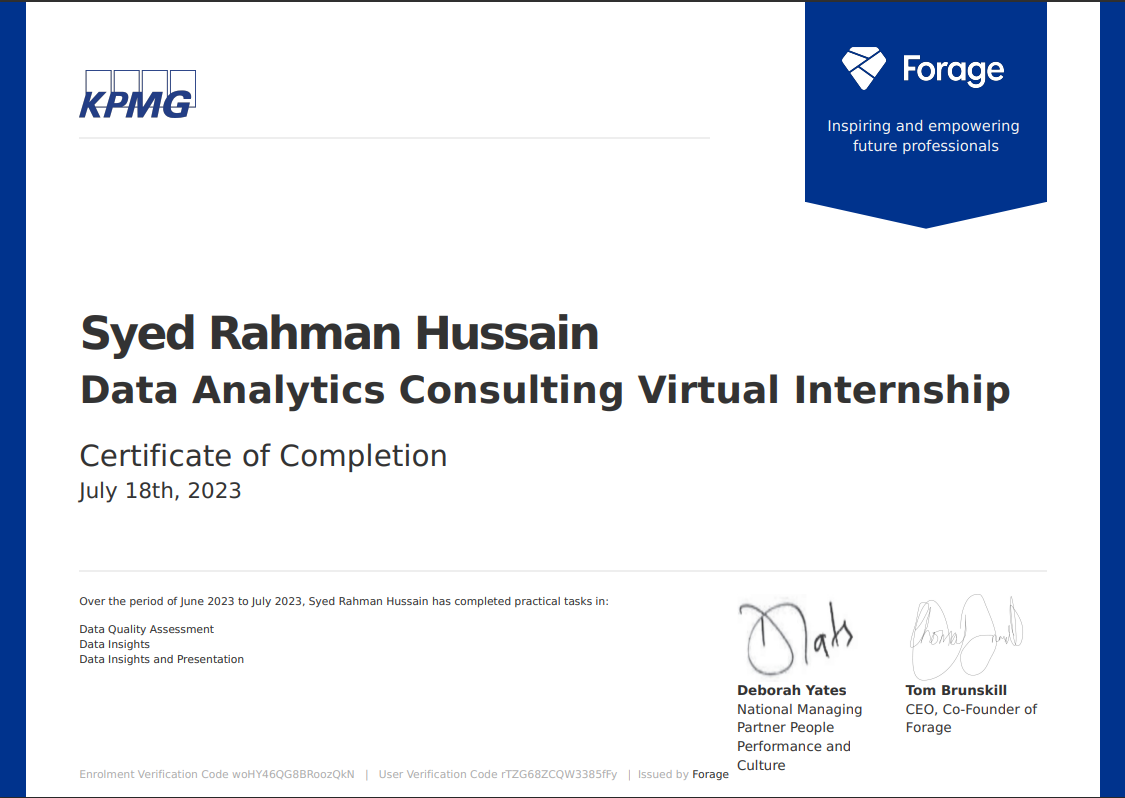 KPMG
Forage
Inspiring and empowering
future professionals
Syed Rahman Hussain
Data Analytics Consulting Virtual Internship
Certificate of Completion
July 18th, 2023
Over the period of June 2023 to July 2023, Syed Rahman Hussain has completed practical tasks in:
Data Quality Assessment
Data Insights
Data Insights and Presentation
Deborah Yates
National Managing
Partner People
Performance and
Culture
Tom Brunskill
CEO, Co-Founder of
Forage
Enrolment Verification Code woHY46QG8BRoozQkN | User Verification Code rTZG68ZCQW3385fFy | Issued by Forage